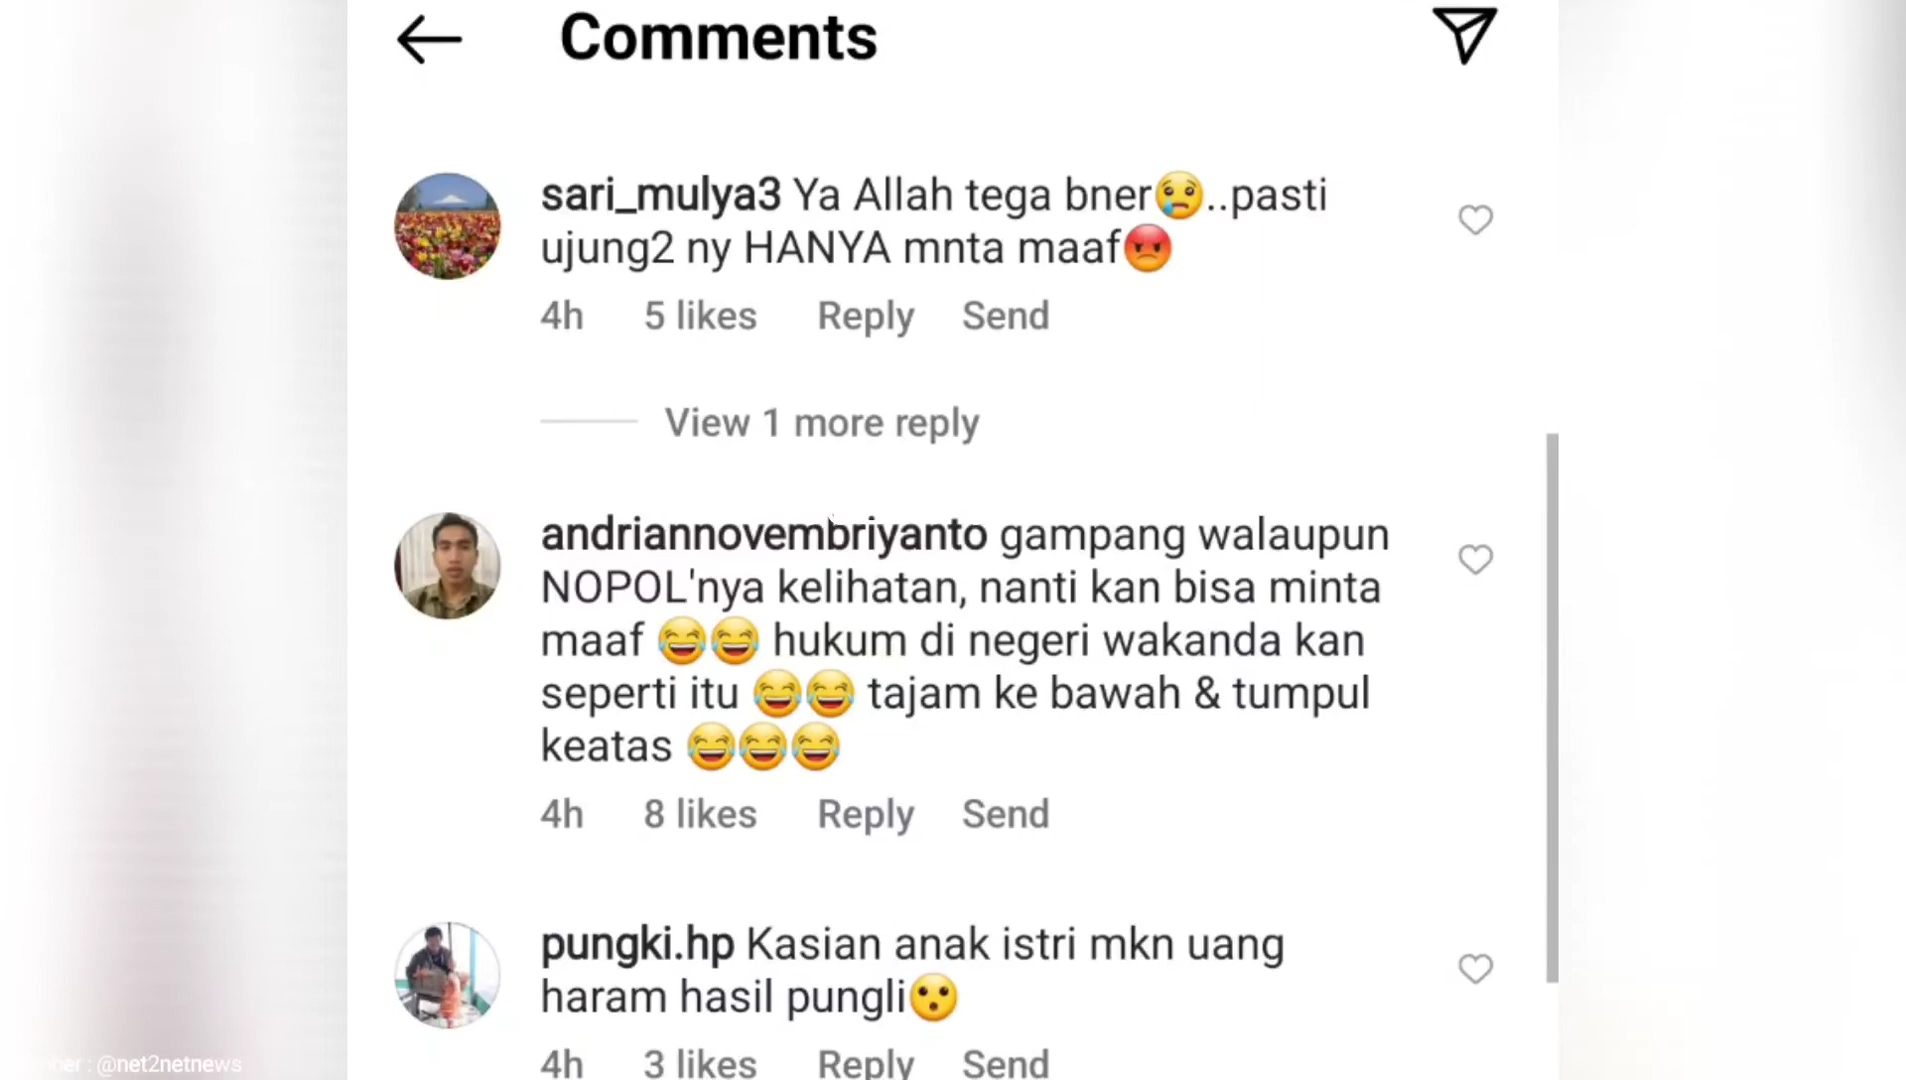 Comments
sari_mulya3 Ya Allah tega bner😢..pasti
ujung2 ny HANYA mnta maaf😡
4h 5 likes Reply Send
View 1 more reply
andriannovembriyanto gampang walaupun
NOPOL'nya kelihatan, nanti kan bisa minta
maaf 😂😂 hukum di negeri wakanda kan
seperti itu 😂😂 tajam ke bawah & tumpul
keatas 😂😂😂
4h 8 likes Reply Send
pungki.hp Kasian anak istri mkn uang
haram hasil pungli😯
4h 3 likes Reply Send
: @net2netnews